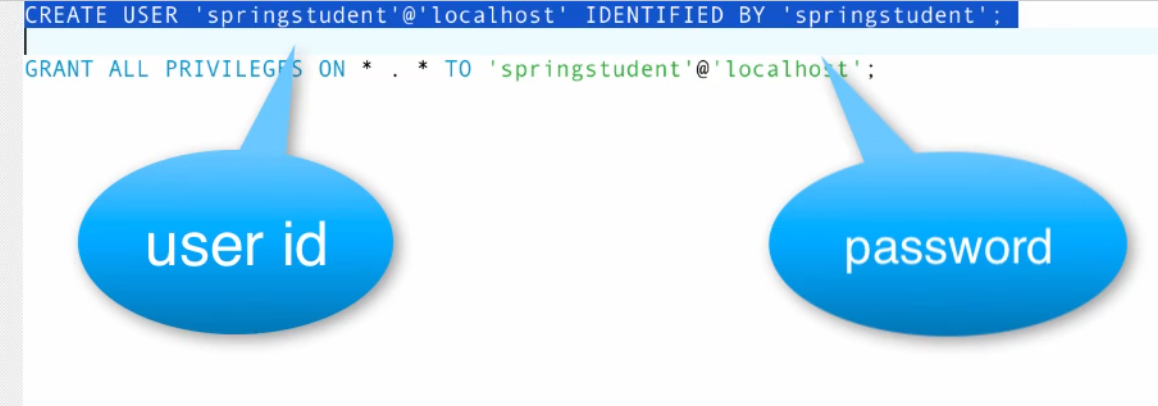 CREATE USER 'springstudent'@'localhost' IDENTIFIED BY 'springstudent';
GRANT ALL PRIVILEGES ON * . * TO 'springstudent'@'localhost';
user id
password